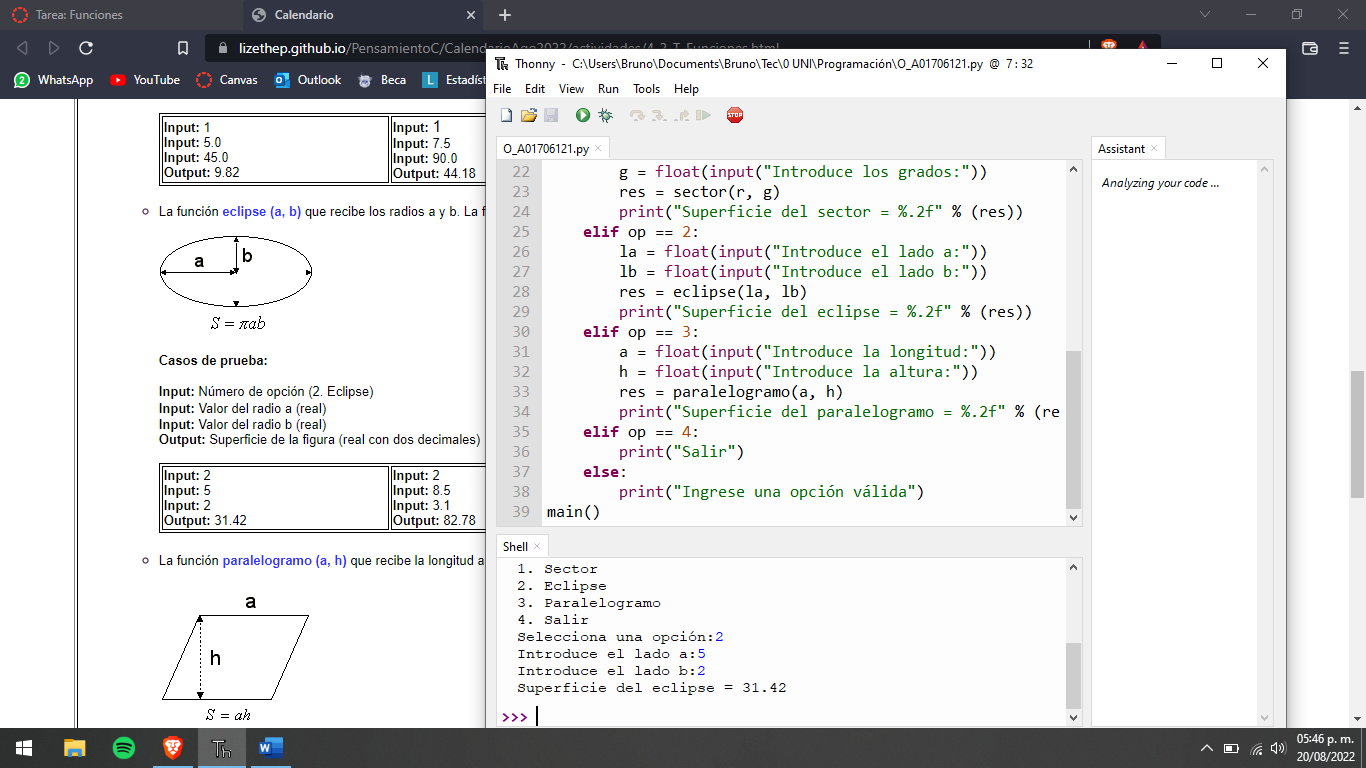 Tarea: Funciones
Calendario
lizethep.github.io/PensamientoC/CalendarioAgo2022/actividades/4_2_T_Funciones.html
WhatsApp
YouTube
Canvas
Outlook
Beca
Estadíst
Input: 1
Input: 5.0
Input: 45.0
Output: 9.82
Input: 1
Input: 7.5
Input: 90.0
Output: 44.18
La función eclipse (a, b) que recibe los radios a y b. La f
a
b
S = πab
Casos de prueba:
Input: Número de opción (2. Eclipse)
Input: Valor del radio a (real)
Input: Valor del radio b (real)
Output: Superficie de la figura (real con dos decimales)
Input: 2
Input: 5
Input: 2
Output: 31.42
Input: 2
Input: 8.5
Input: 3.1
Output: 82.78
La función paralelogramo (a, h) que recibe la longitud a
a
h
S = ah
Thonny - C:\Users\Bruno\Documents\Bruno\Tec\0 UNI\Programación\O_A01706121.py @ 7 : 32
File Edit View Run Tools Help
STOP
O_A01706121.py
22 g = float(input("Introduce los grados:"))
23 res = sector(r, g)
24 print("Superficie del sector = %.2f" % (res))
25 elif op == 2:
26 la = float(input("Introduce el lado a:"))
27 lb = float(input("Introduce el lado b:"))
28 res = eclipse(la, lb)
29 print("Superficie del eclipse = %.2f" % (res))
30 elif op == 3:
31 a = float(input("Introduce la longitud:"))
32 h = float(input("Introduce la altura:"))
33 res = paralelogramo(a, h)
34 print("Superficie del paralelogramo = %.2f" % (re
35 elif op == 4:
36 print("Salir")
37 else:
38 print("Ingrese una opción válida")
39 main()
Assistant
Analyzing your code ...
Shell
1. Sector
2. Eclipse
3. Paralelogramo
4. Salir
Selecciona una opción:2
Introduce el lado a:5
Introduce el lado b:2
Superficie del eclipse = 31.42
>>>
05:46 p. m.
20/08/2022